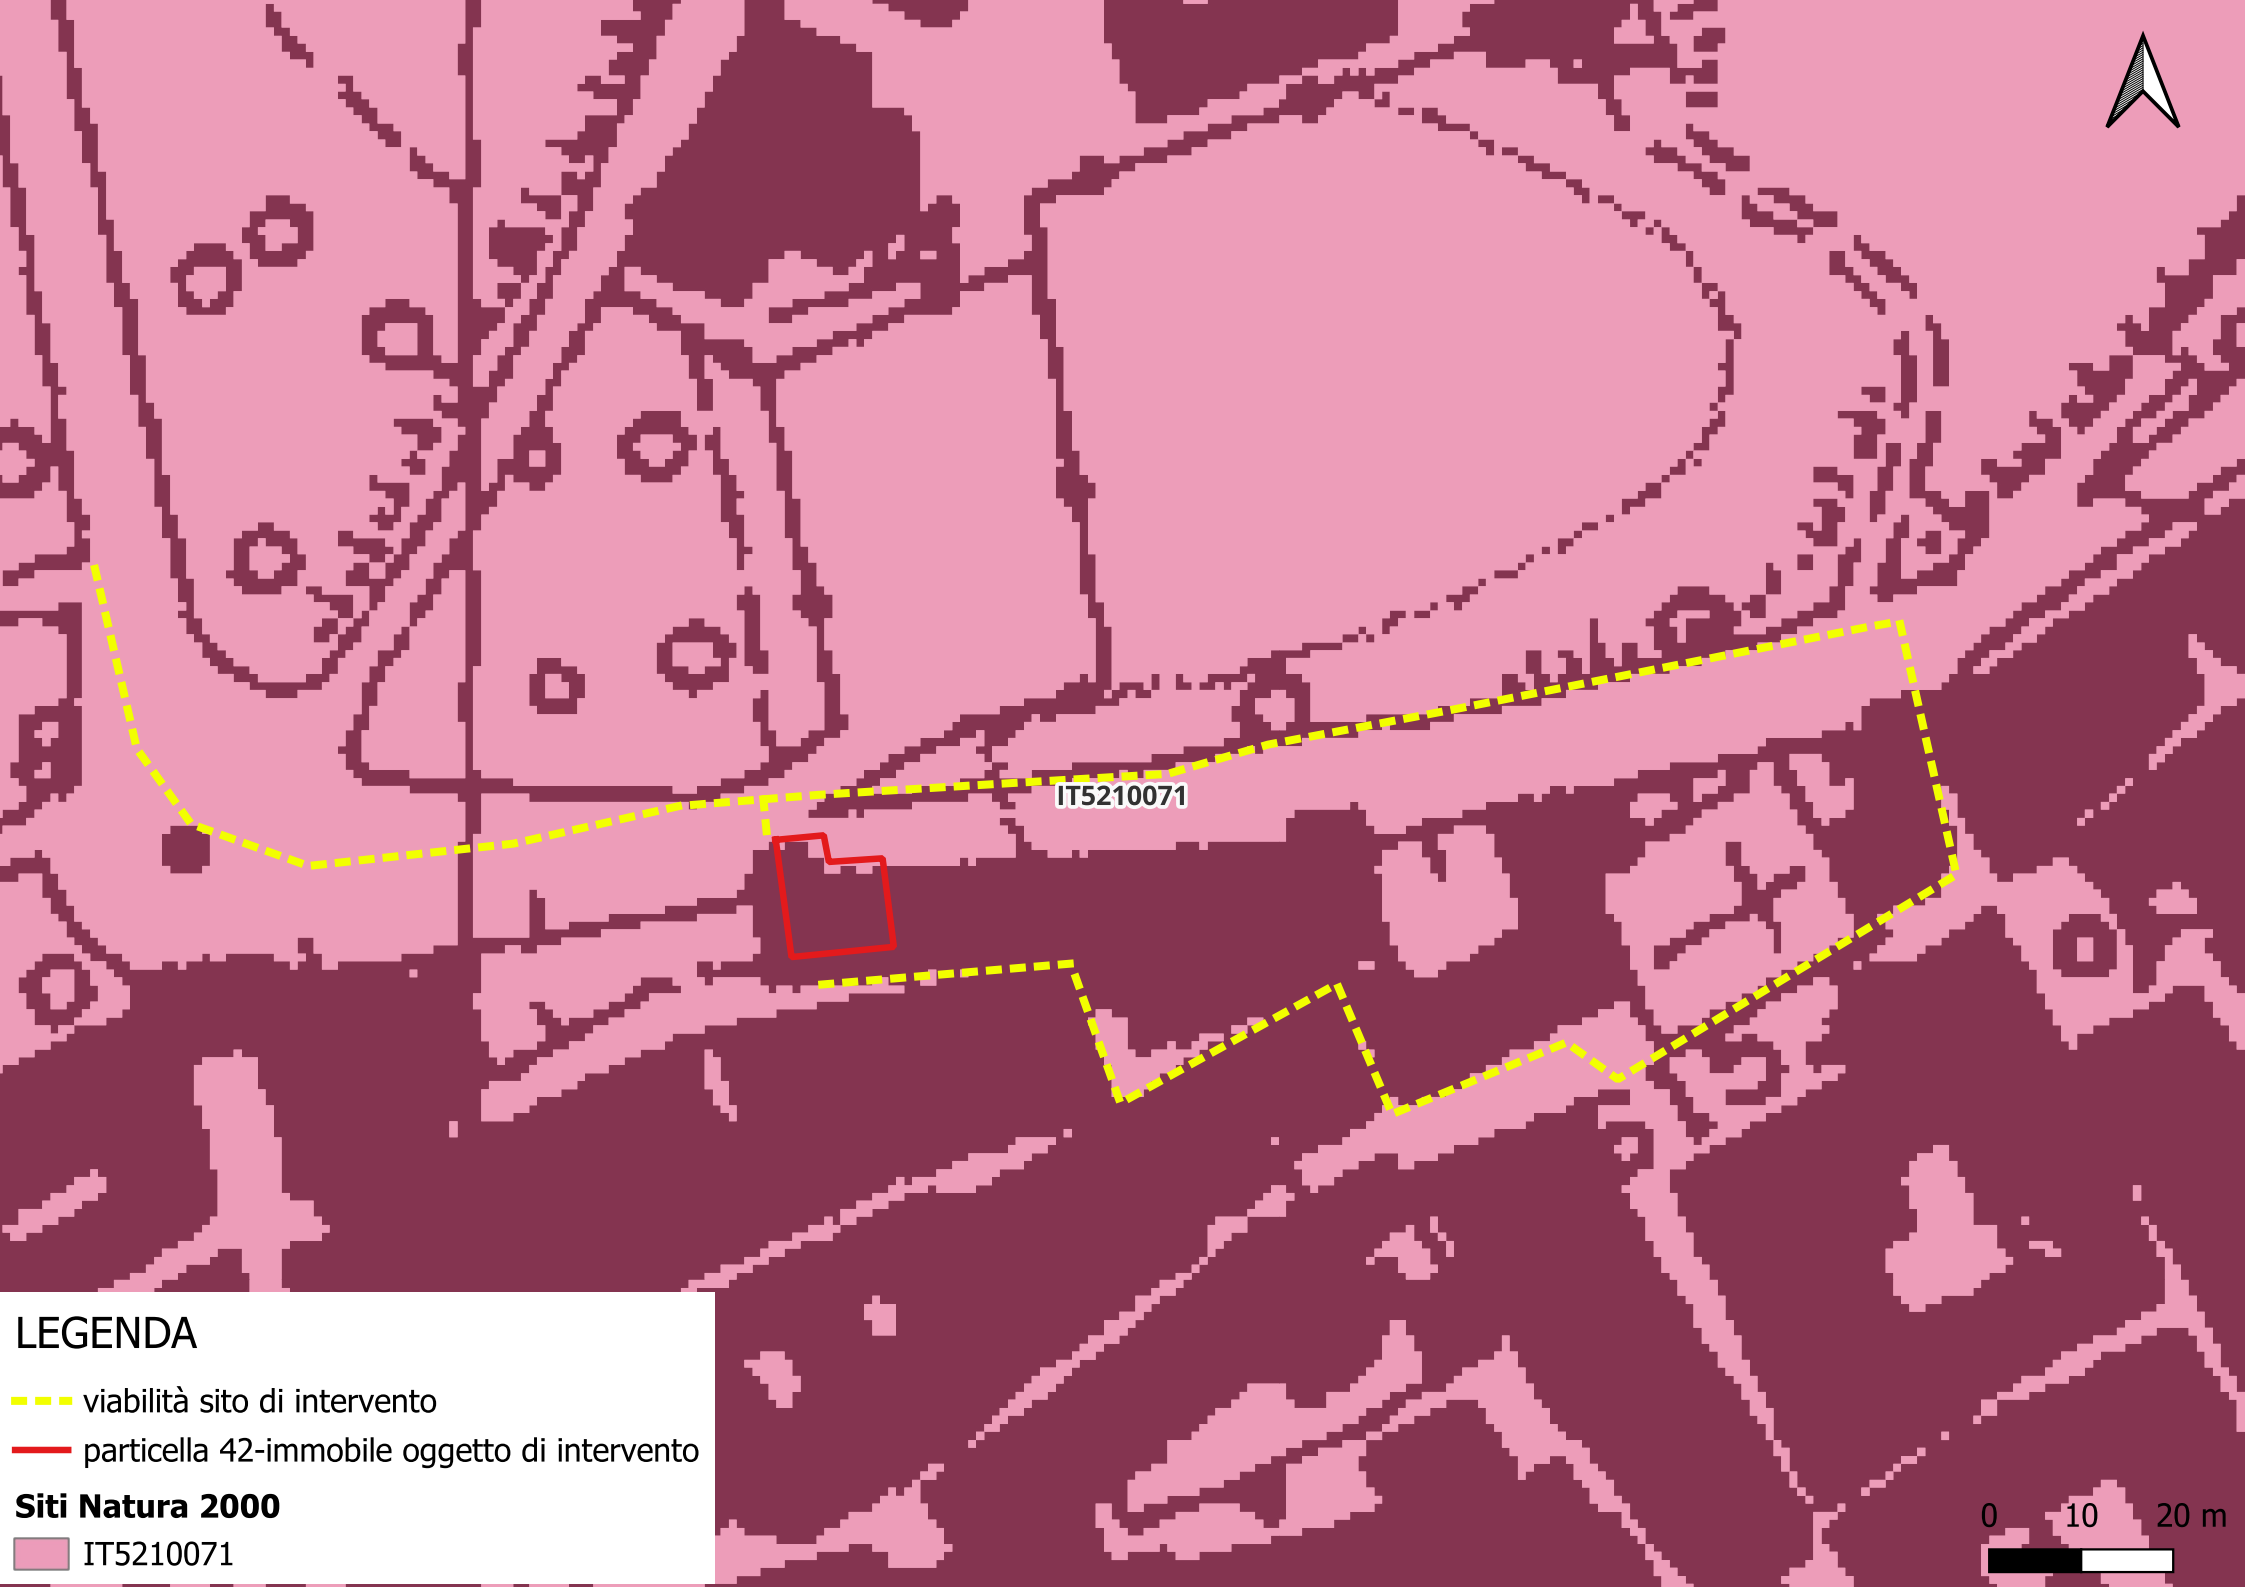 IT5210071
LEGENDA
viabilità sito di intervento
particella 42-immobile oggetto di intervento
Siti Natura 2000
IT5210071
0 10 20 m